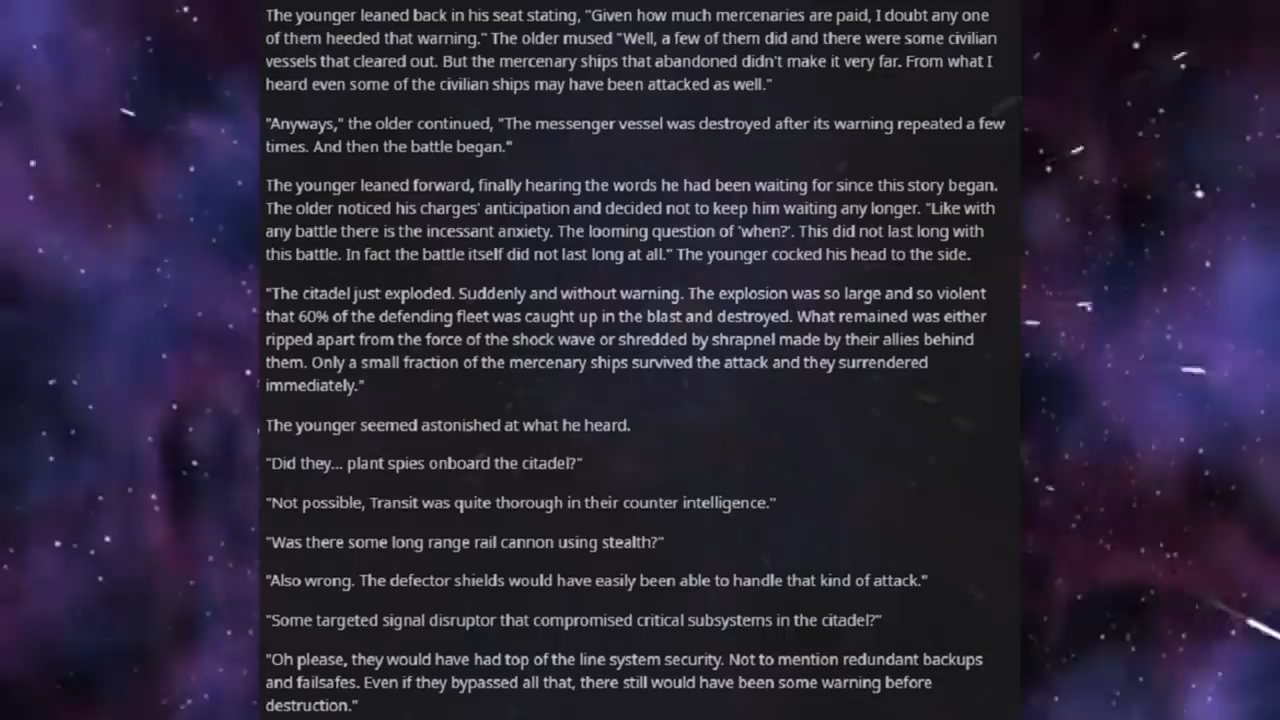 The younger leaned back in his seat stating, "Given how much mercenaries are paid, I doubt any one
of them heeded that warning." The older mused "Well, a few of them did and there were some civilian
vessels that cleared out. But the mercenary ships that abandoned didn't make it very far. From what I
heard even some of the civilian ships may have been attacked as well."
"Anyways," the older continued, "The messenger vessel was destroyed after its warning repeated a few
times. And then the battle began."
The younger leaned forward, finally hearing the words he had been waiting for since this story began.
The older noticed his charges' anticipation and decided not to keep him waiting any longer. "Like with
any battle there is the incessant anxiety. The looming question of 'when?'. This did not last long with
this battle. In fact the battle itself did not last long at all." The younger cocked his head to the side.
"The citadel just exploded. Suddenly and without warning. The explosion was so large and so violent
that 60% of the defending fleet was caught up in the blast and destroyed. What remained was either
ripped apart from the force of the shock wave or shredded by shrapnel made by their allies behind
them. Only a small fraction of the mercenary ships survived the attack and they surrendered
immediately."
The younger seemed astonished at what he heard.
"Did they... plant spies onboard the citadel?"
"Not possible, Transit was quite thorough in their counter intelligence."
"Was there some long range rail cannon using stealth?"
"Also wrong. The defector shields would have easily been able to handle that kind of attack."
"Some targeted signal disruptor that compromised critical subsystems in the citadel?"
"Oh please, they would have had top of the line system security. Not to mention redundant backups
and failsafes. Even if they bypassed all that, there still would have been some warning before
destruction."